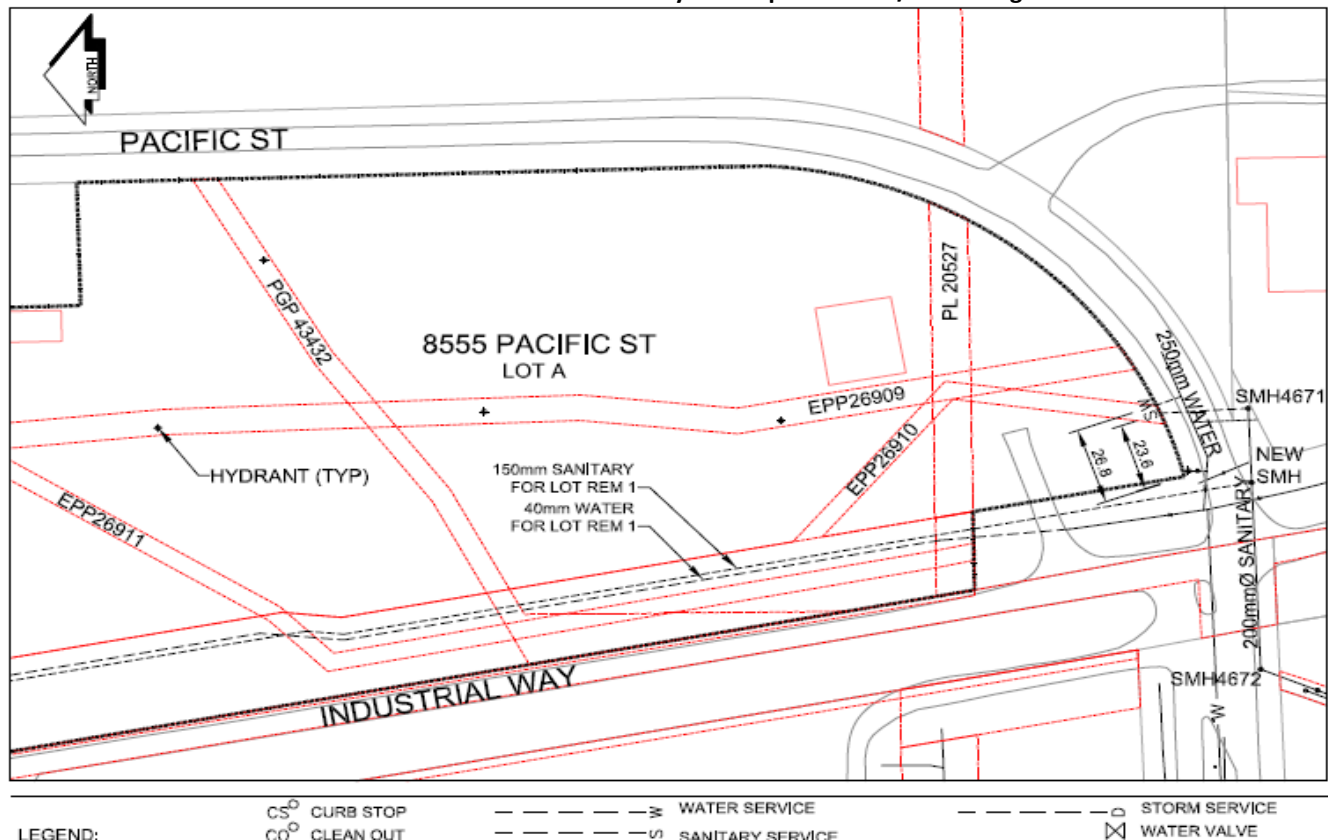 NORTH
PACIFIC ST
PGP 43432
8555 PACIFIC ST
LOT A
PL 20527
250mm WATER
EPP26909
SMH4671
W
S
EPP26910
23.6
26.8
NEW
SMH
HYDRANT (TYP)
150mm SANITARY
FOR LOT REM 1
40mm WATER
FOR LOT REM 1
EPP26911
200mmØ SANITARY
INDUSTRIAL WAY
SMH4672
W
LEGEND:
CS CURB STOP
CO CLEAN OUT
W WATER SERVICE
S SANITARY SERVICE
D STORM SERVICE
WATER VALVE